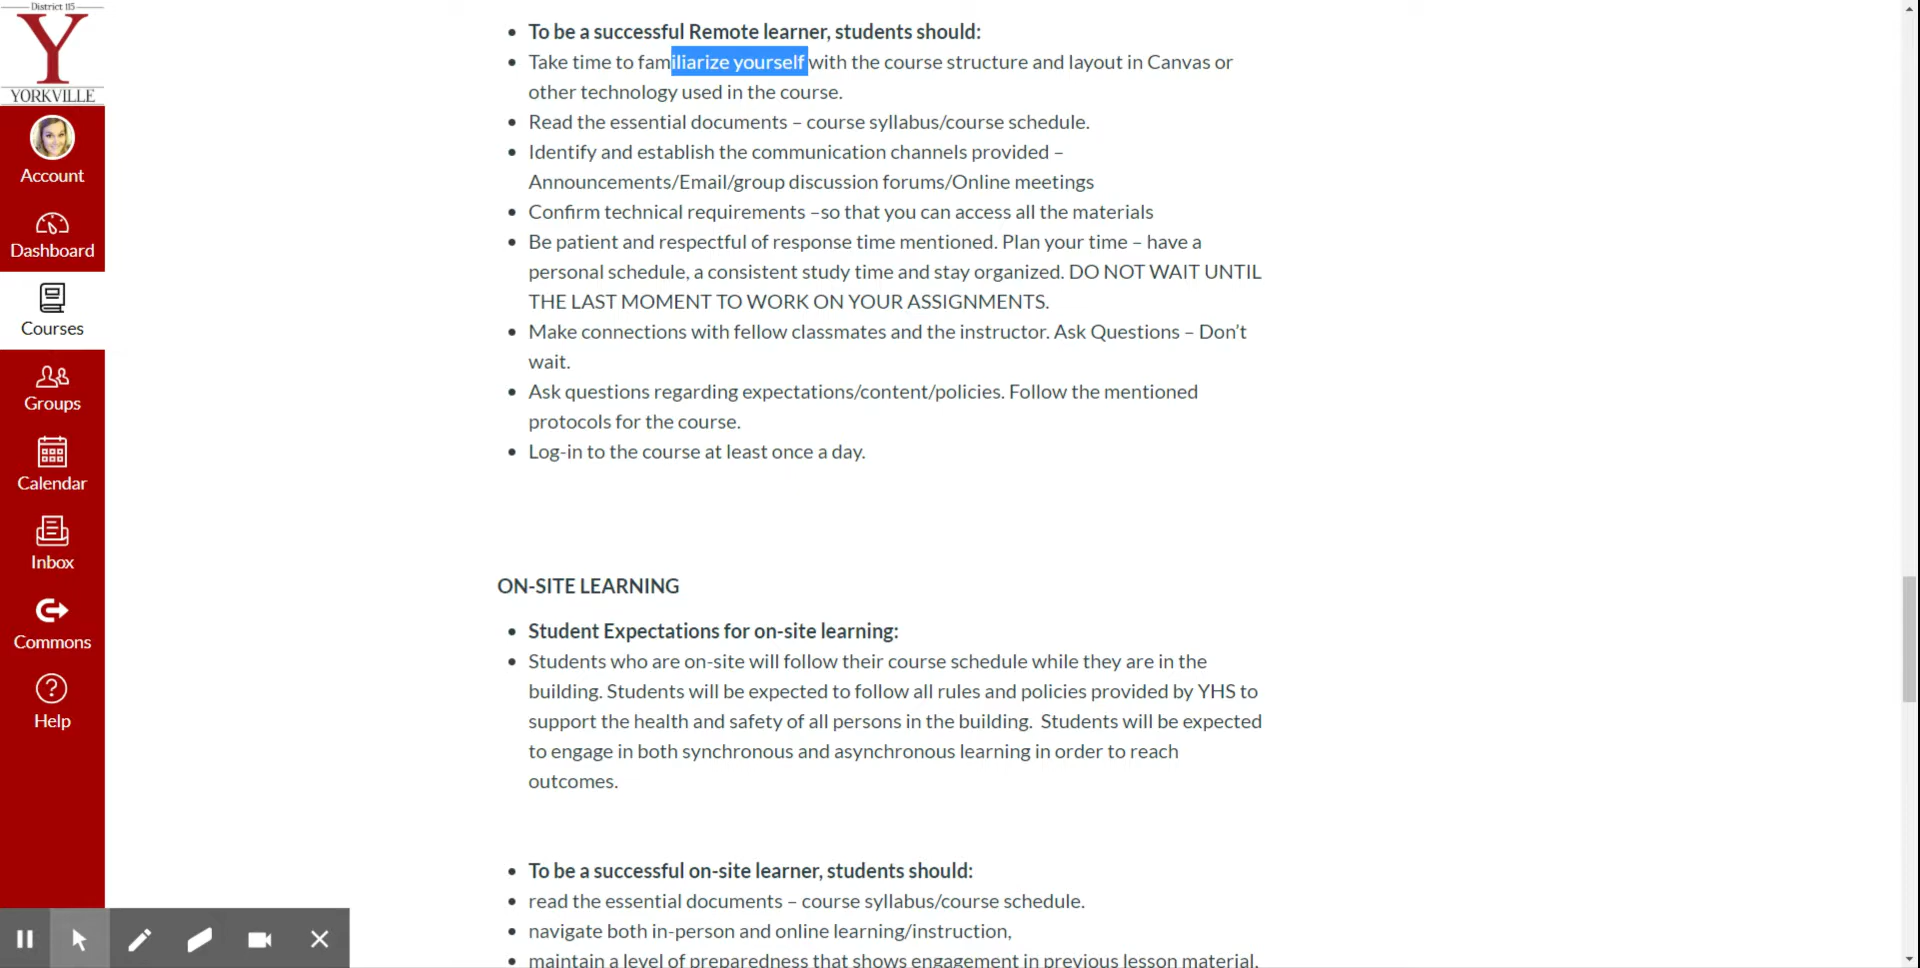 District 115
Y
YORKVILLE
Account
Dashboard
Courses
Groups
Calendar
Inbox
Commons
Help
To be a successful Remote learner, students should:
Take time to familiarize yourself with the course structure and layout in Canvas or
other technology used in the course.
Read the essential documents – course syllabus/course schedule.
Identify and establish the communication channels provided –
Announcements/Email/group discussion forums/Online meetings
Confirm technical requirements –so that you can access all the materials
Be patient and respectful of response time mentioned. Plan your time – have a
personal schedule, a consistent study time and stay organized. DO NOT WAIT UNTIL
THE LAST MOMENT TO WORK ON YOUR ASSIGNMENTS.
Make connections with fellow classmates and the instructor. Ask Questions – Don’t
wait.
Ask questions regarding expectations/content/policies. Follow the mentioned
protocols for the course.
Log-in to the course at least once a day.
ON-SITE LEARNING
Student Expectations for on-site learning:
Students who are on-site will follow their course schedule while they are in the
building. Students will be expected to follow all rules and policies provided by YHS to
support the health and safety of all persons in the building.  Students will be expected
to engage in both synchronous and asynchronous learning in order to reach
outcomes.
To be a successful on-site learner, students should:
read the essential documents – course syllabus/course schedule.
navigate both in-person and online learning/instruction,
maintain a level of preparedness that shows engagement in previous lesson material.